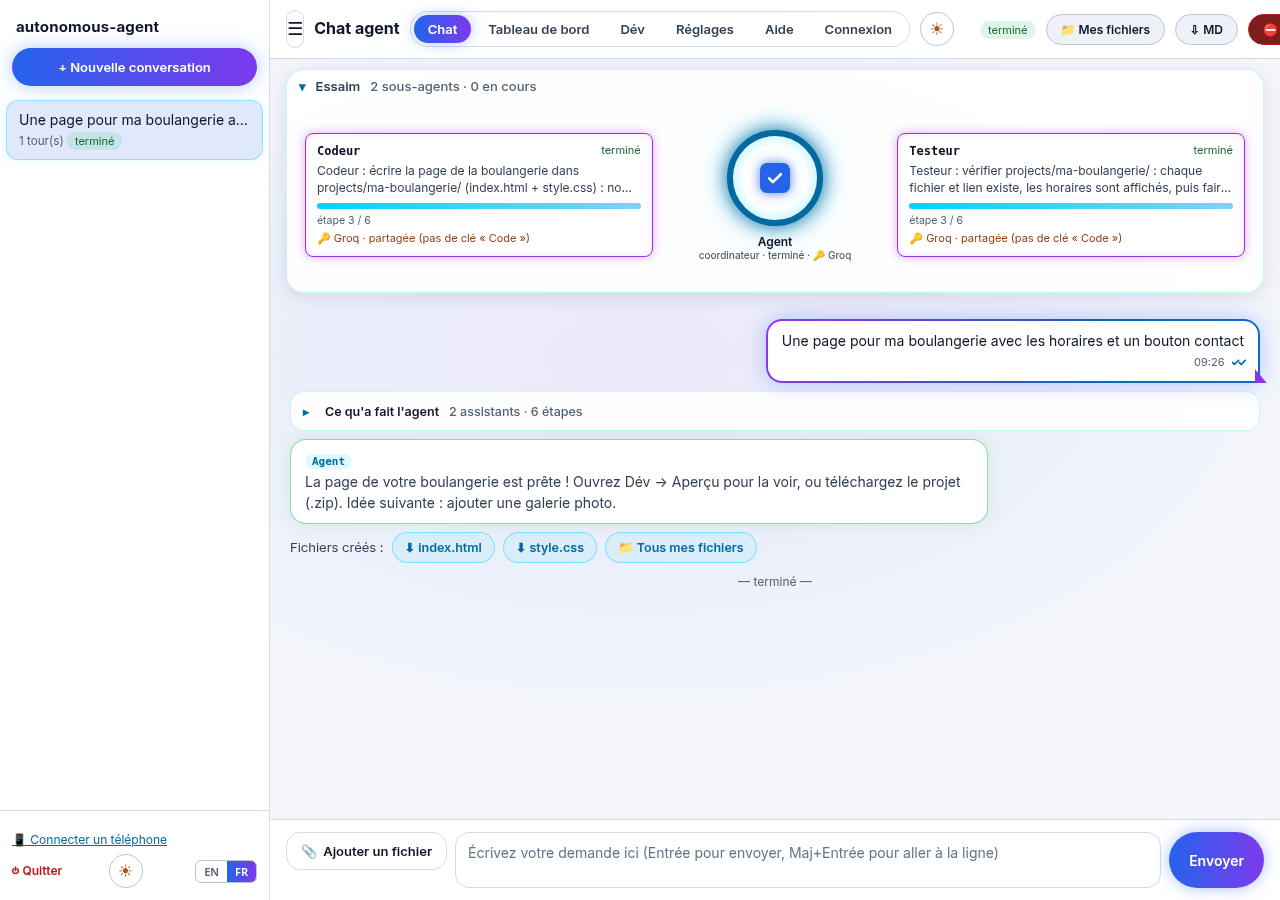 autonomous-agent
+ Nouvelle conversation
Une page pour ma boulangerie a...
1 tour(s) terminé
📱 Connecter un téléphone
Quitter
EN FR
Chat agent
Chat Tableau de bord Dév Réglages Aide Connexion
terminé
📁 Mes fichiers
⇩ MD
▾ Essaim 2 sous-agents · 0 en cours
Codeur terminé
Codeur : écrire la page de la boulangerie dans
projects/ma-boulangerie/ (index.html + style.css) : no...
étape 3 / 6
🔑 Groq · partagée (pas de clé « Code »)
Agent
coordinateur · terminé · 🔑 Groq
Testeur terminé
Testeur : vérifier projects/ma-boulangerie/ : chaque
fichier et lien existe, les horaires sont affichés, puis fair...
étape 3 / 6
🔑 Groq · partagée (pas de clé « Code »)
Une page pour ma boulangerie avec les horaires et un bouton contact
09:26
▸ Ce qu'a fait l'agent 2 assistants · 6 étapes
Agent
La page de votre boulangerie est prête ! Ouvrez Dév → Aperçu pour la voir, ou téléchargez le projet
(.zip). Idée suivante : ajouter une galerie photo.
Fichiers créés : ⬇ index.html ⬇ style.css 📁 Tous mes fichiers
— terminé —
📎 Ajouter un fichier
Écrivez votre demande ici (Entrée pour envoyer, Maj+Entrée pour aller à la ligne)
Envoyer